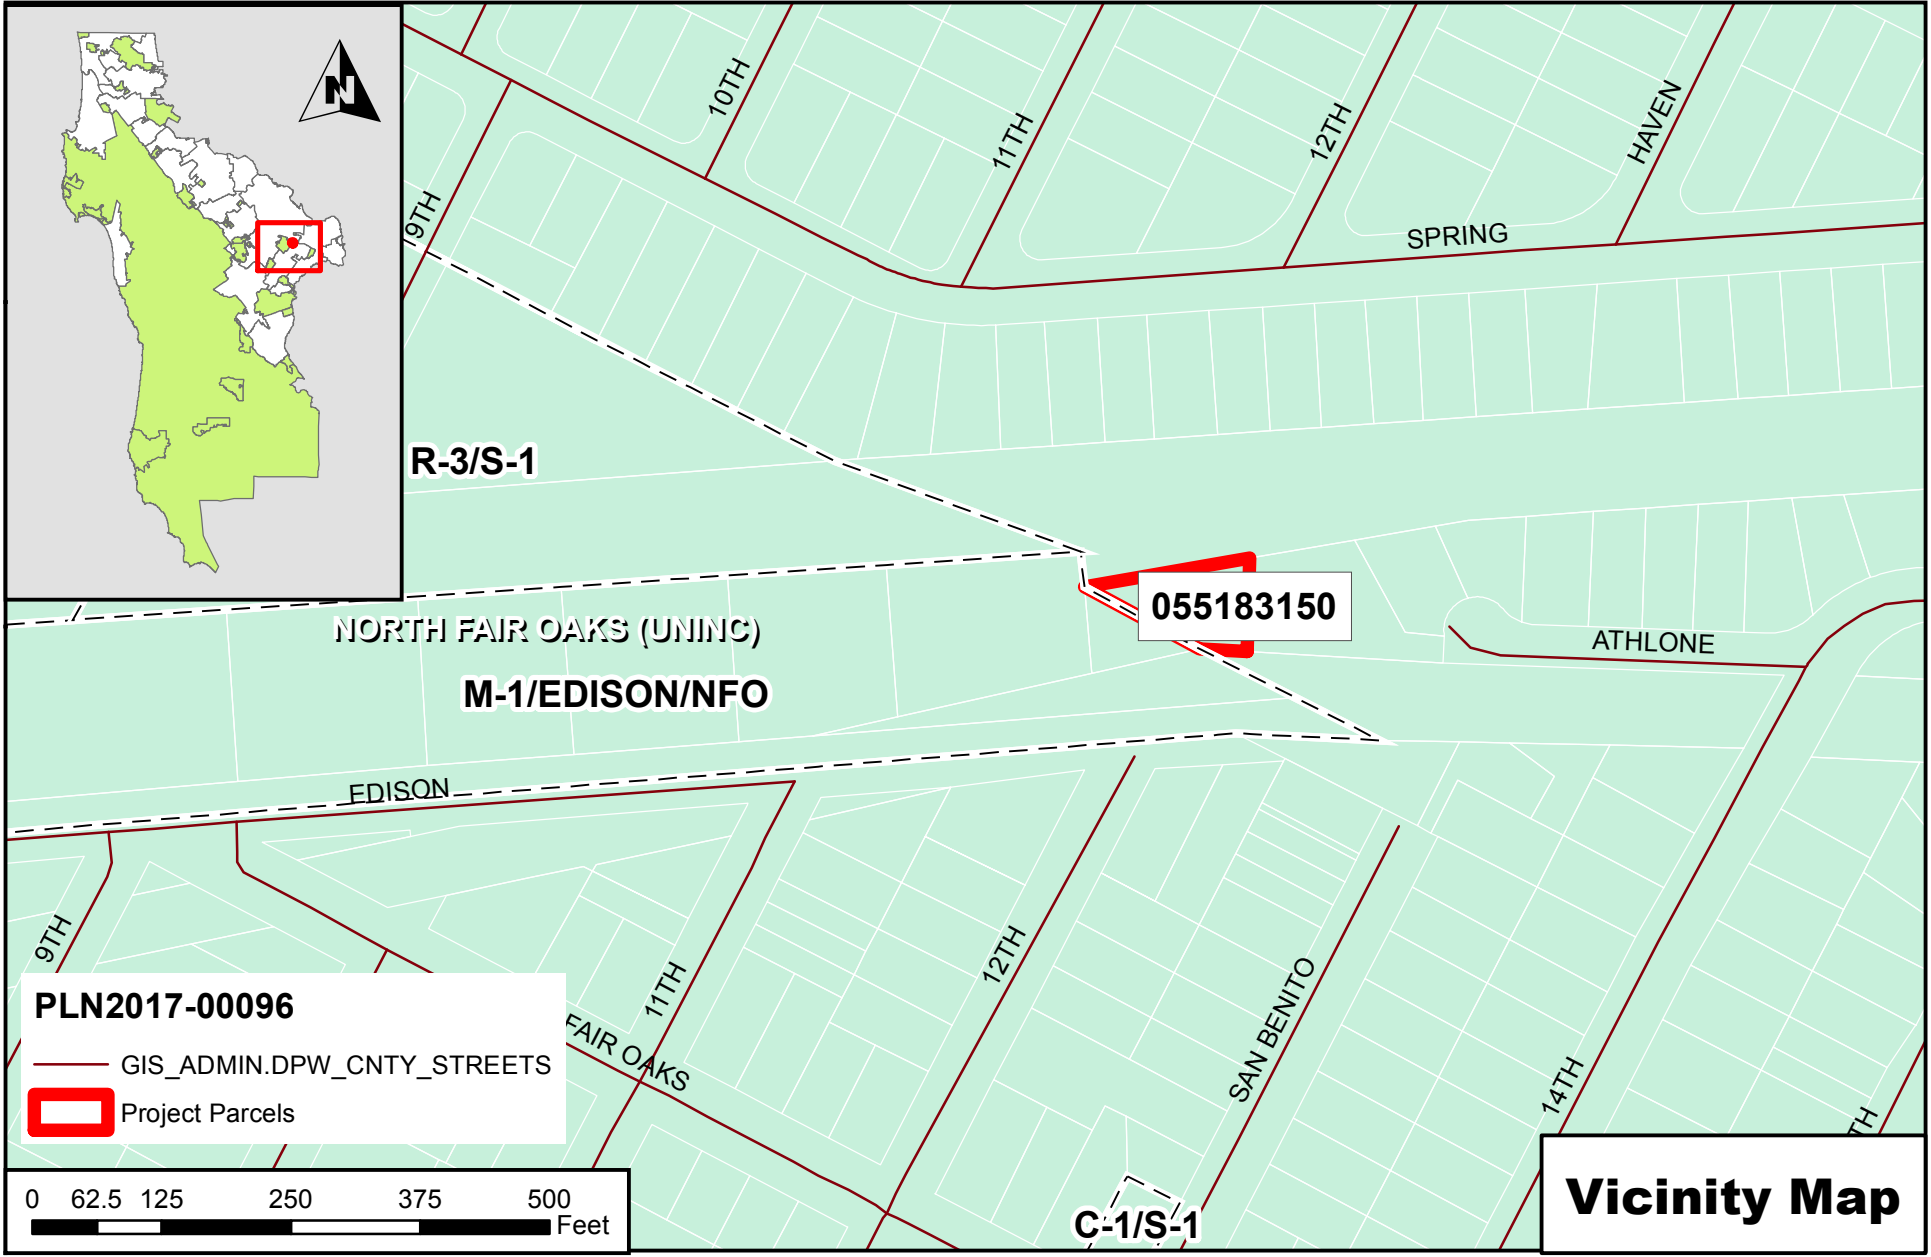 N
10TH
11TH
12TH
HAVEN
9TH
SPRING
R-3/S-1
055183150
NORTH FAIR OAKS (UNINC)
ATHLONE
M-1/EDISON/NFO
EDISON
9TH
11TH
12TH
FAIR OAKS
SAN BENITO
14TH
TH
PLN2017-00096
GIS_ADMIN.DPW_CNTY_STREETS
Project Parcels
0 62.5 125 250 375 500
Feet
C-1/S-1
Vicinity Map